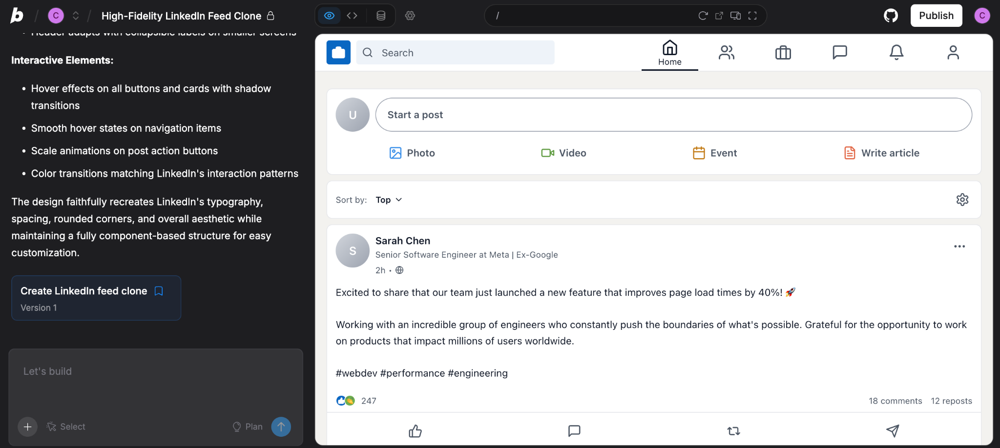 b / C / High-Fidelity LinkedIn Feed Clone
/
Publish
C
Header adapts with collapsible labels on smaller screens
Interactive Elements:
• Hover effects on all buttons and cards with shadow
transitions
• Smooth hover states on navigation items
• Scale animations on post action buttons
• Color transitions matching LinkedIn's interaction patterns
The design faithfully recreates LinkedIn's typography,
spacing, rounded corners, and overall aesthetic while
maintaining a fully component-based structure for easy
customization.
Create LinkedIn feed clone
Version 1
Let's build
Select
Plan
Search
Home
U
Start a post
Photo
Video
Event
Write article
Sort by: Top
S
Sarah Chen
Senior Software Engineer at Meta | Ex-Google
2h •
Excited to share that our team just launched a new feature that improves page load times by 40%! 🚀
Working with an incredible group of engineers who constantly push the boundaries of what's possible. Grateful for the opportunity to work
on products that impact millions of users worldwide.
#webdev #performance #engineering
247
18 comments 12 reposts